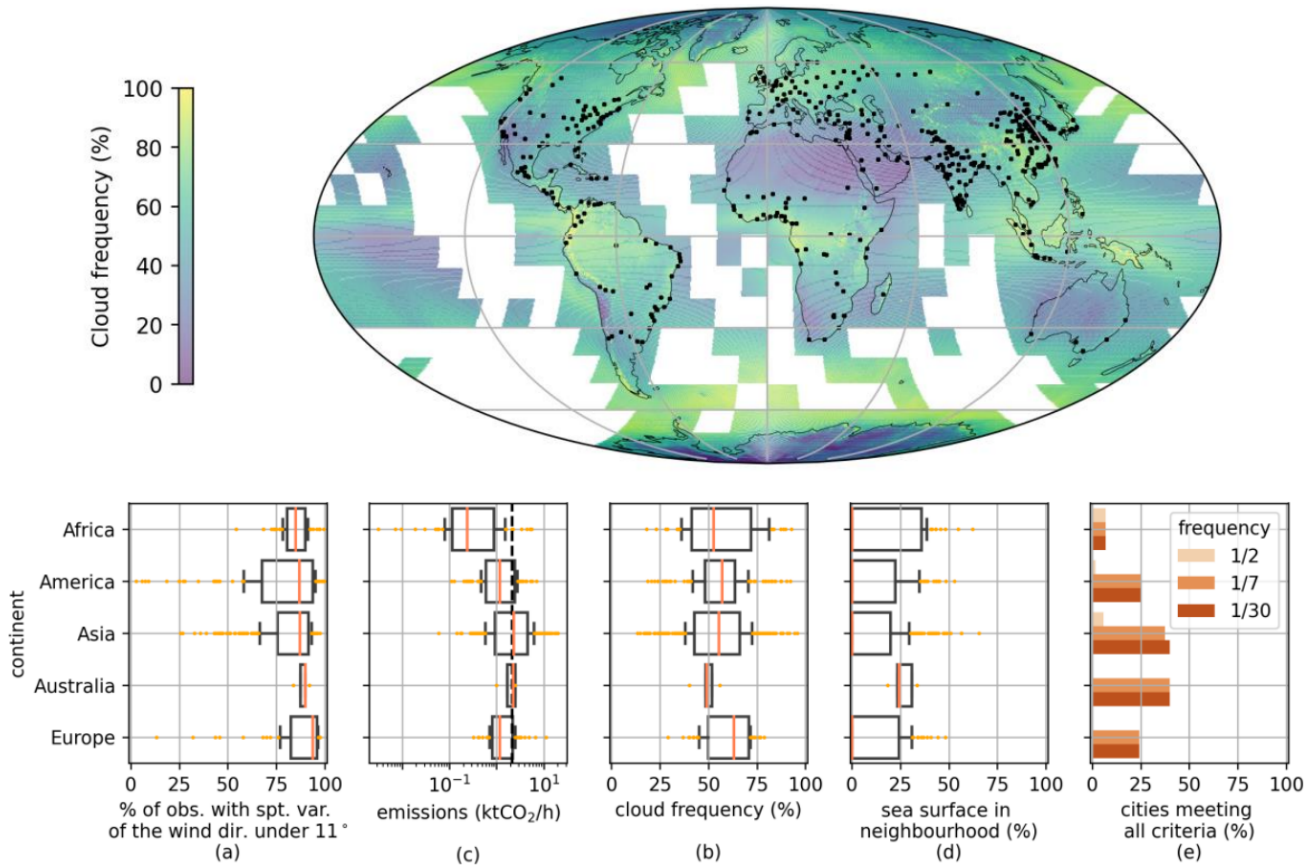 Cloud frequency (%)
100
80
60
40
20
0
continent
Africa
America
Asia
Australia
Europe
0 25 50 75 100
% of obs. with spt. var.
of the wind dir. under 11°
(a)
10⁻¹ 10¹
emissions (ktCO₂/h)
(c)
0 25 50 75 100
cloud frequency (%)
(b)
0 25 50 75 100
sea surface in
neighbourhood (%)
(d)
frequency
1/2
1/7
1/30
0 25 50 75 100
cities meeting
all criteria (%)
(e)